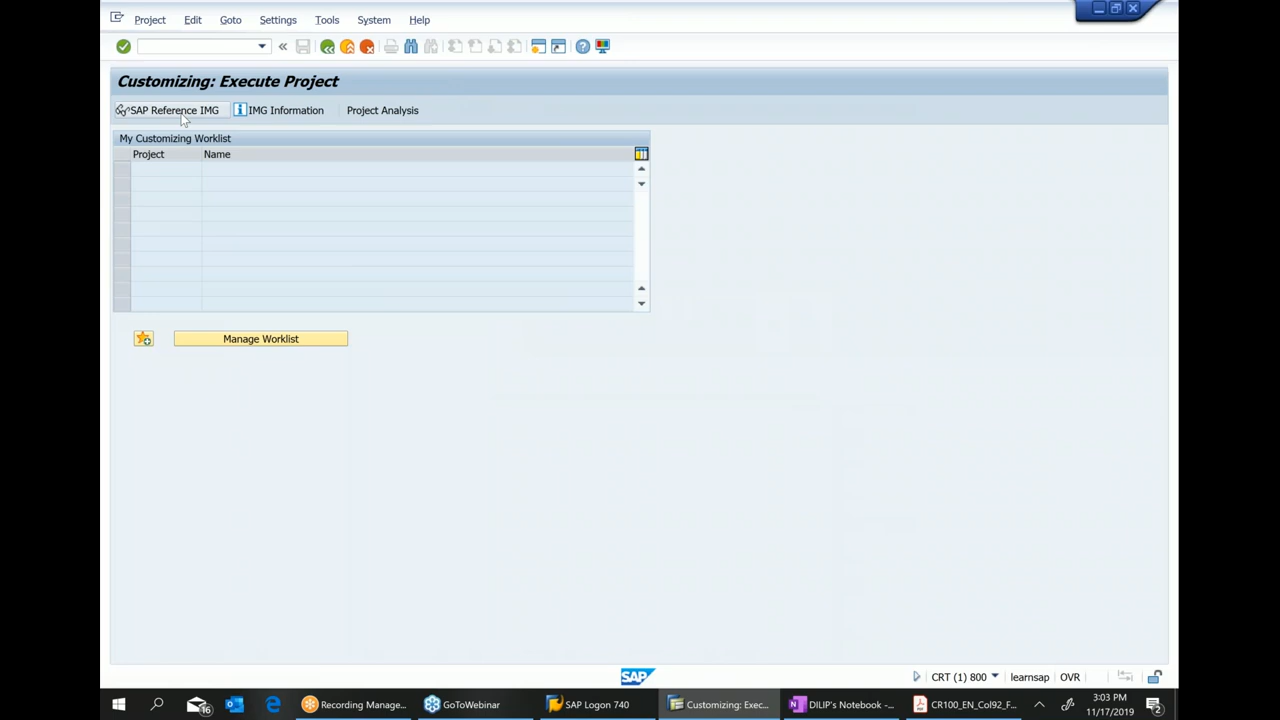 Project Edit Goto Settings Tools System Help
Customizing: Execute Project
SAP Reference IMG IMG Information Project Analysis
My Customizing Worklist
Project Name
Manage Worklist
SAP
CRT (1) 800 learnsap OVR
Recording Manage... GoToWebinar SAP Logon 740 Customizing: Exec... DILIP's Notebook -... CR100_EN_Col92_F...
3:03 PM
11/17/2019